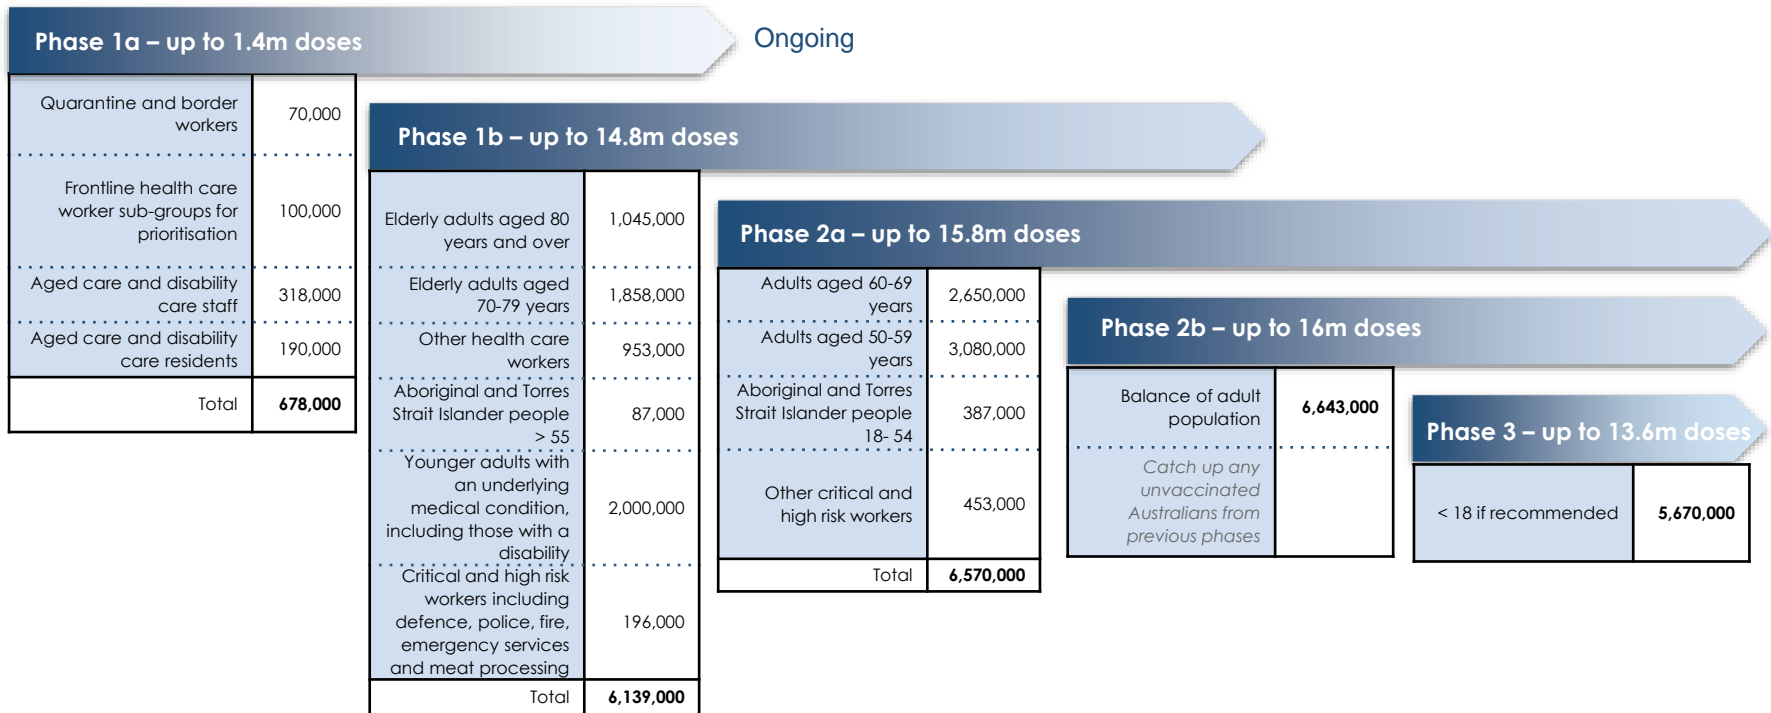 Phase 1a – up to 1.4m doses
Ongoing
Quarantine and border
workers
70,000
Frontline health care
worker sub-groups for
prioritisation
100,000
Aged care and disability
care staff
318,000
Aged care and disability
care residents
190,000
Total
678,000
Phase 1b – up to 14.8m doses
Elderly adults aged 80
years and over
1,045,000
Elderly adults aged
70-79 years
1,858,000
Other health care
workers
953,000
Aboriginal and Torres
Strait Islander people
> 55
87,000
Younger adults with
an underlying
medical condition,
including those with a
disability
2,000,000
Critical and high risk
workers including
defence, police, fire,
emergency services
and meat processing
196,000
Total
6,139,000
Phase 2a – up to 15.8m doses
Adults aged 60-69
years
2,650,000
Adults aged 50-59
years
3,080,000
Aboriginal and Torres
Strait Islander people
18- 54
387,000
Other critical and
high risk workers
453,000
Total
6,570,000
Phase 2b – up to 16m doses
Balance of adult
population
6,643,000
Catch up any
unvaccinated
Australians from
previous phases
Phase 3 – up to 13.6m doses
< 18 if recommended
5,670,000